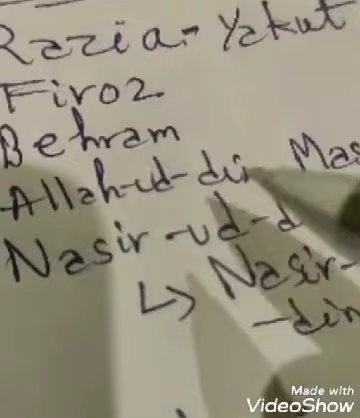 Razia - Yakut
Firoz
Behram
Allah-ud-din Mas
Nasir-ud-d
↳ Nasir-
-din
Made with
VideoShow